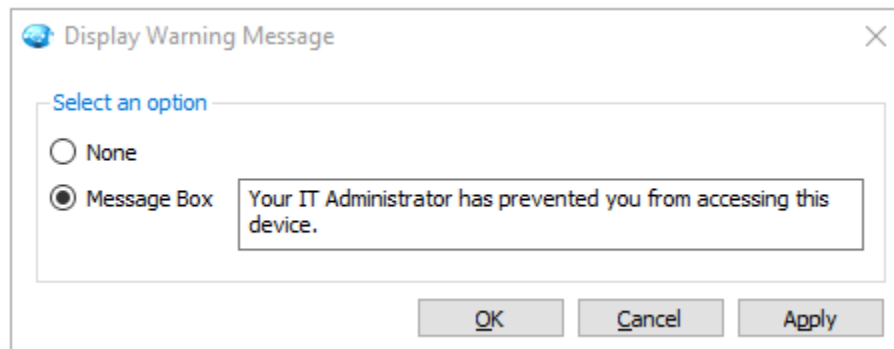 Display Warning Message
Select an option
None
Message Box
Your IT Administrator has prevented you from accessing this
device.
OK
Cancel
Apply